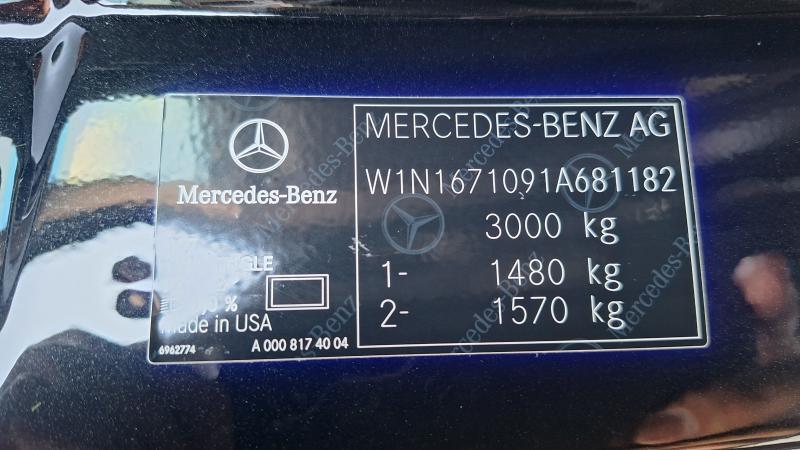 Mercedes-Benz
Made in USA
6962774
A 000 817 40 04
MERCEDES-BENZ AG
W1N1671091A681182
3000 kg
1- 1480 kg
2- 1570 kg